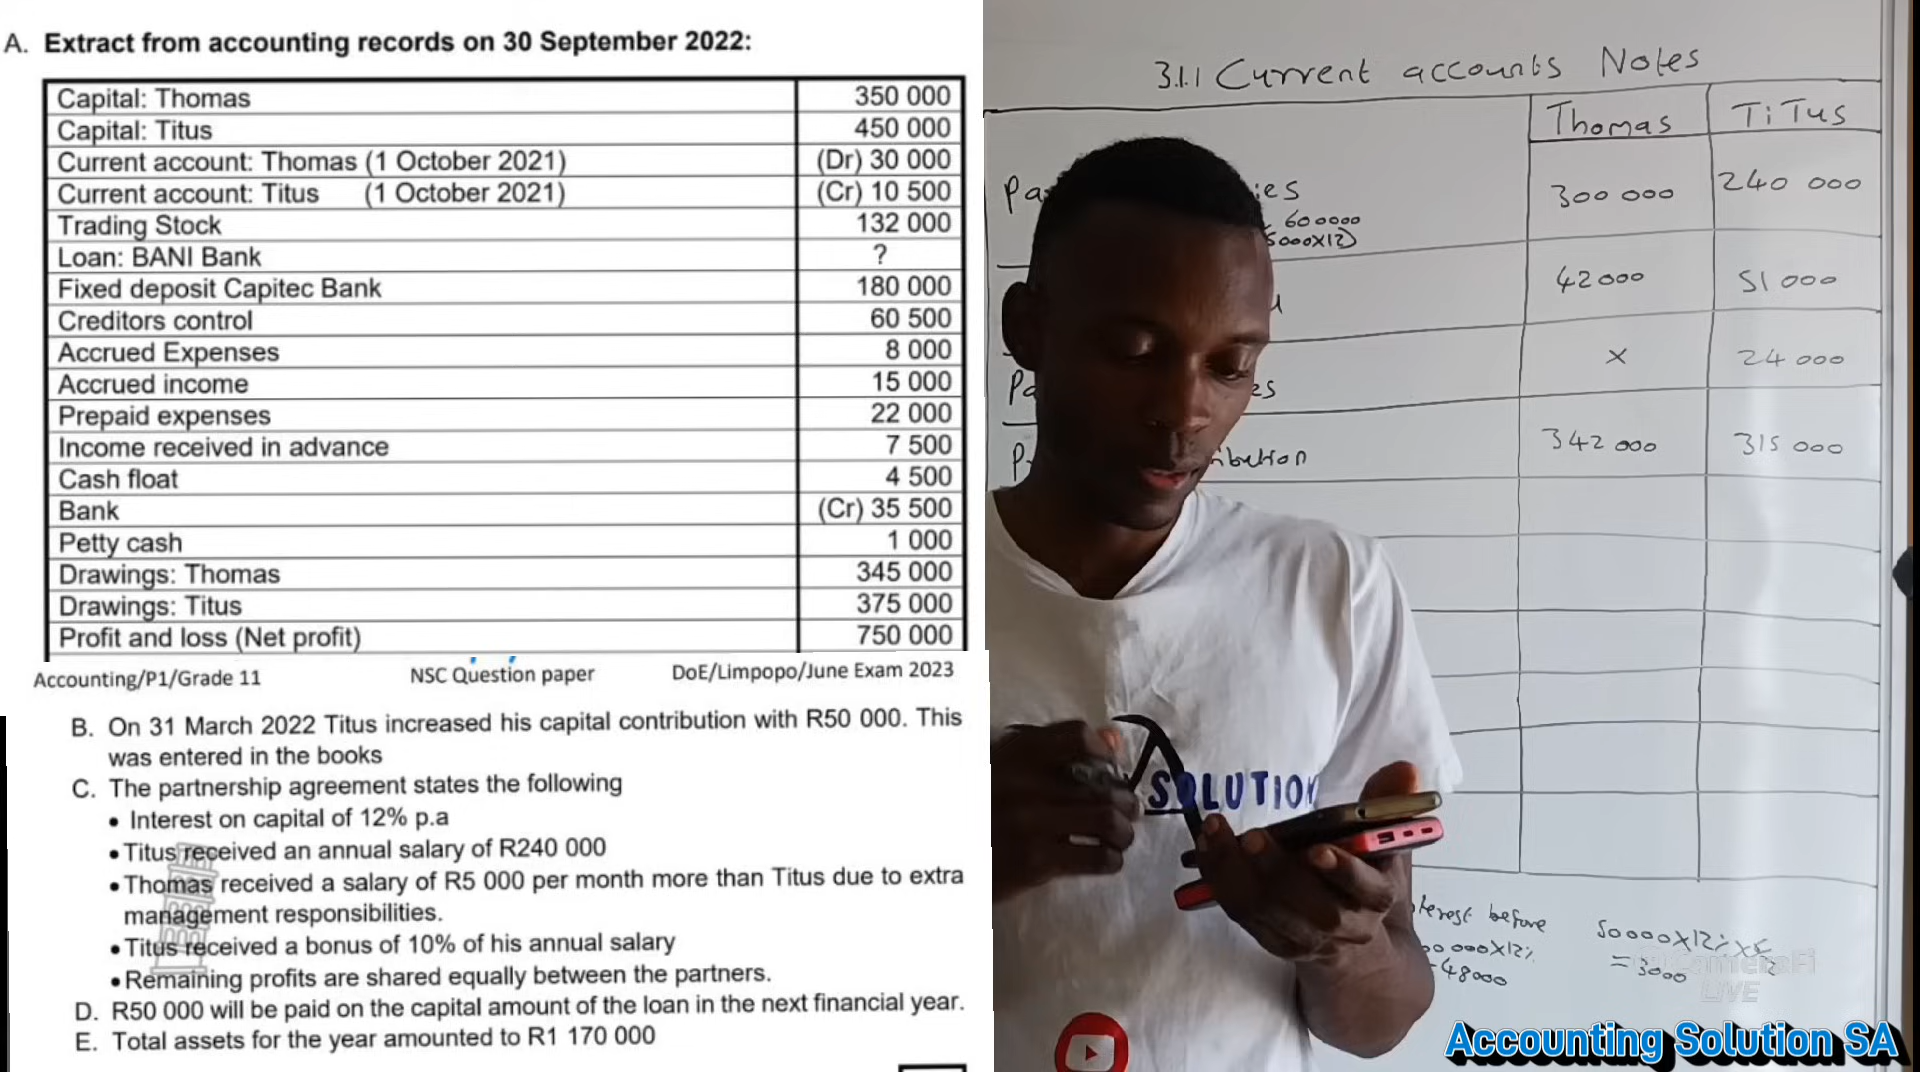 A. Extract from accounting records on 30 September 2022:
Capital: Thomas 350 000
Capital: Titus 450 000
Current account: Thomas (1 October 2021) (Dr) 30 000
Current account: Titus (1 October 2021) (Cr) 10 500
Trading Stock 132 000
Loan: BANI Bank ?
Fixed deposit Capitec Bank 180 000
Creditors control 60 500
Accrued Expenses 8 000
Accrued income 15 000
Prepaid expenses 22 000
Income received in advance 7 500
Cash float 4 500
Bank (Cr) 35 500
Petty cash 1 000
Drawings: Thomas 345 000
Drawings: Titus 375 000
Profit and loss (Net profit) 750 000
Accounting/P1/Grade 11 NSC Question paper DoE/Limpopo/June Exam 2023
B. On 31 March 2022 Titus increased his capital contribution with R50 000. This
was entered in the books
C. The partnership agreement states the following
• Interest on capital of 12% p.a
• Titus received an annual salary of R240 000
• Thomas received a salary of R5 000 per month more than Titus due to extra
management responsibilities.
• Titus received a bonus of 10% of his annual salary
• Remaining profits are shared equally between the partners.
D. R50 000 will be paid on the capital amount of the loan in the next financial year.
E. Total assets for the year amounted to R1 170 000
3.1.1 Current accounts Notes
Thomas TiTus
300 000 240 000
600000
5000X12)
42 000 51 000
X 24 000
342 000 315 000
before
X12%
48000
50000X12%X
= 3000
SOLUTION
CameraFi
LIVE
Accounting Solution SA